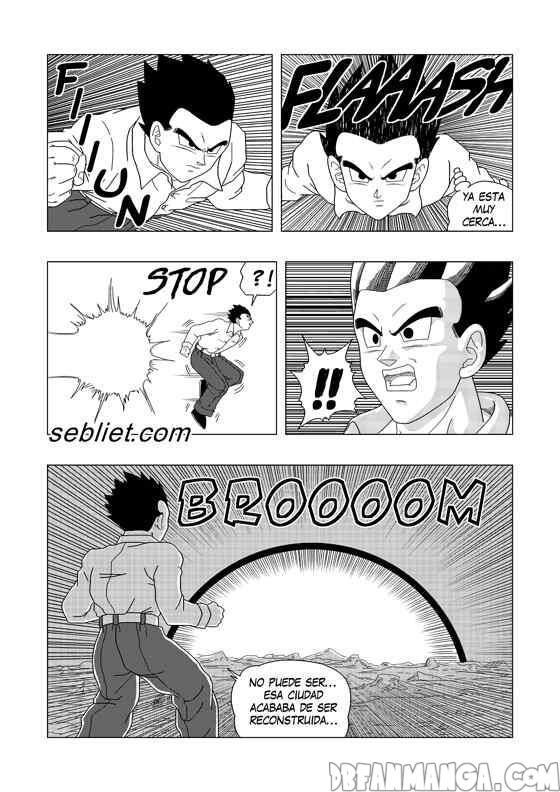 FIIIUN
FLAAAASH
YA ESTA
MUY
CERCA...
STOP
?!
!!
sebliet.com
BROOOOM
NO PUEDE SER...
ESA CIUDAD
ACABABA DE SER
RECONSTRUIDA...
DBFANMANGA.COM